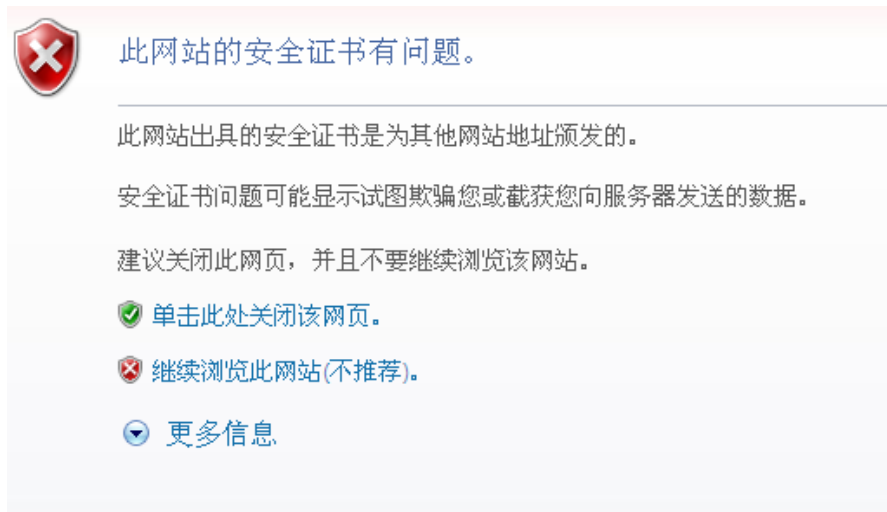 此网站的安全证书有问题。
此网站出具的安全证书是为其他网站地址颁发的。
安全证书问题可能显示试图欺骗您或截获您向服务器发送的数据。
建议关闭此网页，并且不要继续浏览该网站。
单击此处关闭该网页。
继续浏览此网站(不推荐)。
更多信息